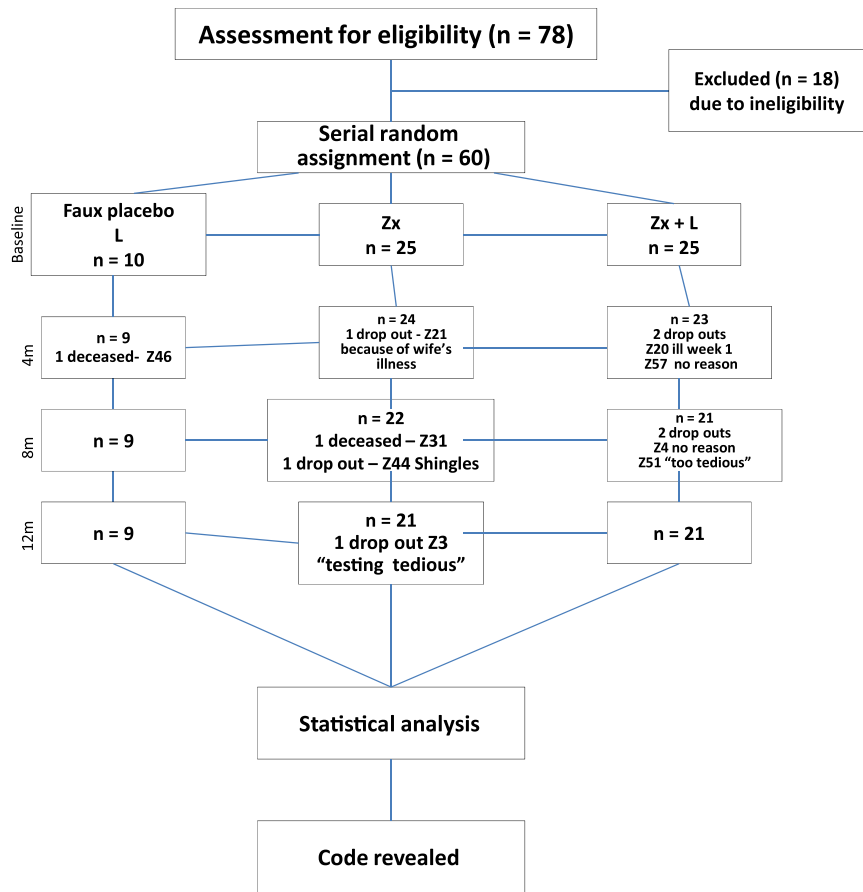 Assessment for eligibility (n = 78)
Excluded (n = 18)
due to ineligibility
Serial random
assignment (n = 60)
Baseline
Faux placebo
L
n = 10
Zx
n = 25
Zx + L
n = 25
4m
n = 9
1 deceased- Z46
n = 24
1 drop out - Z21
because of wife's
illness
n = 23
2 drop outs
Z20 ill week 1
Z57 no reason
8m
n = 9
n = 22
1 deceased – Z31
1 drop out – Z44 Shingles
n = 21
2 drop outs
Z4 no reason
Z51 “too tedious”
12m
n = 9
n = 21
1 drop out Z3
“testing tedious”
n = 21
Statistical analysis
Code revealed